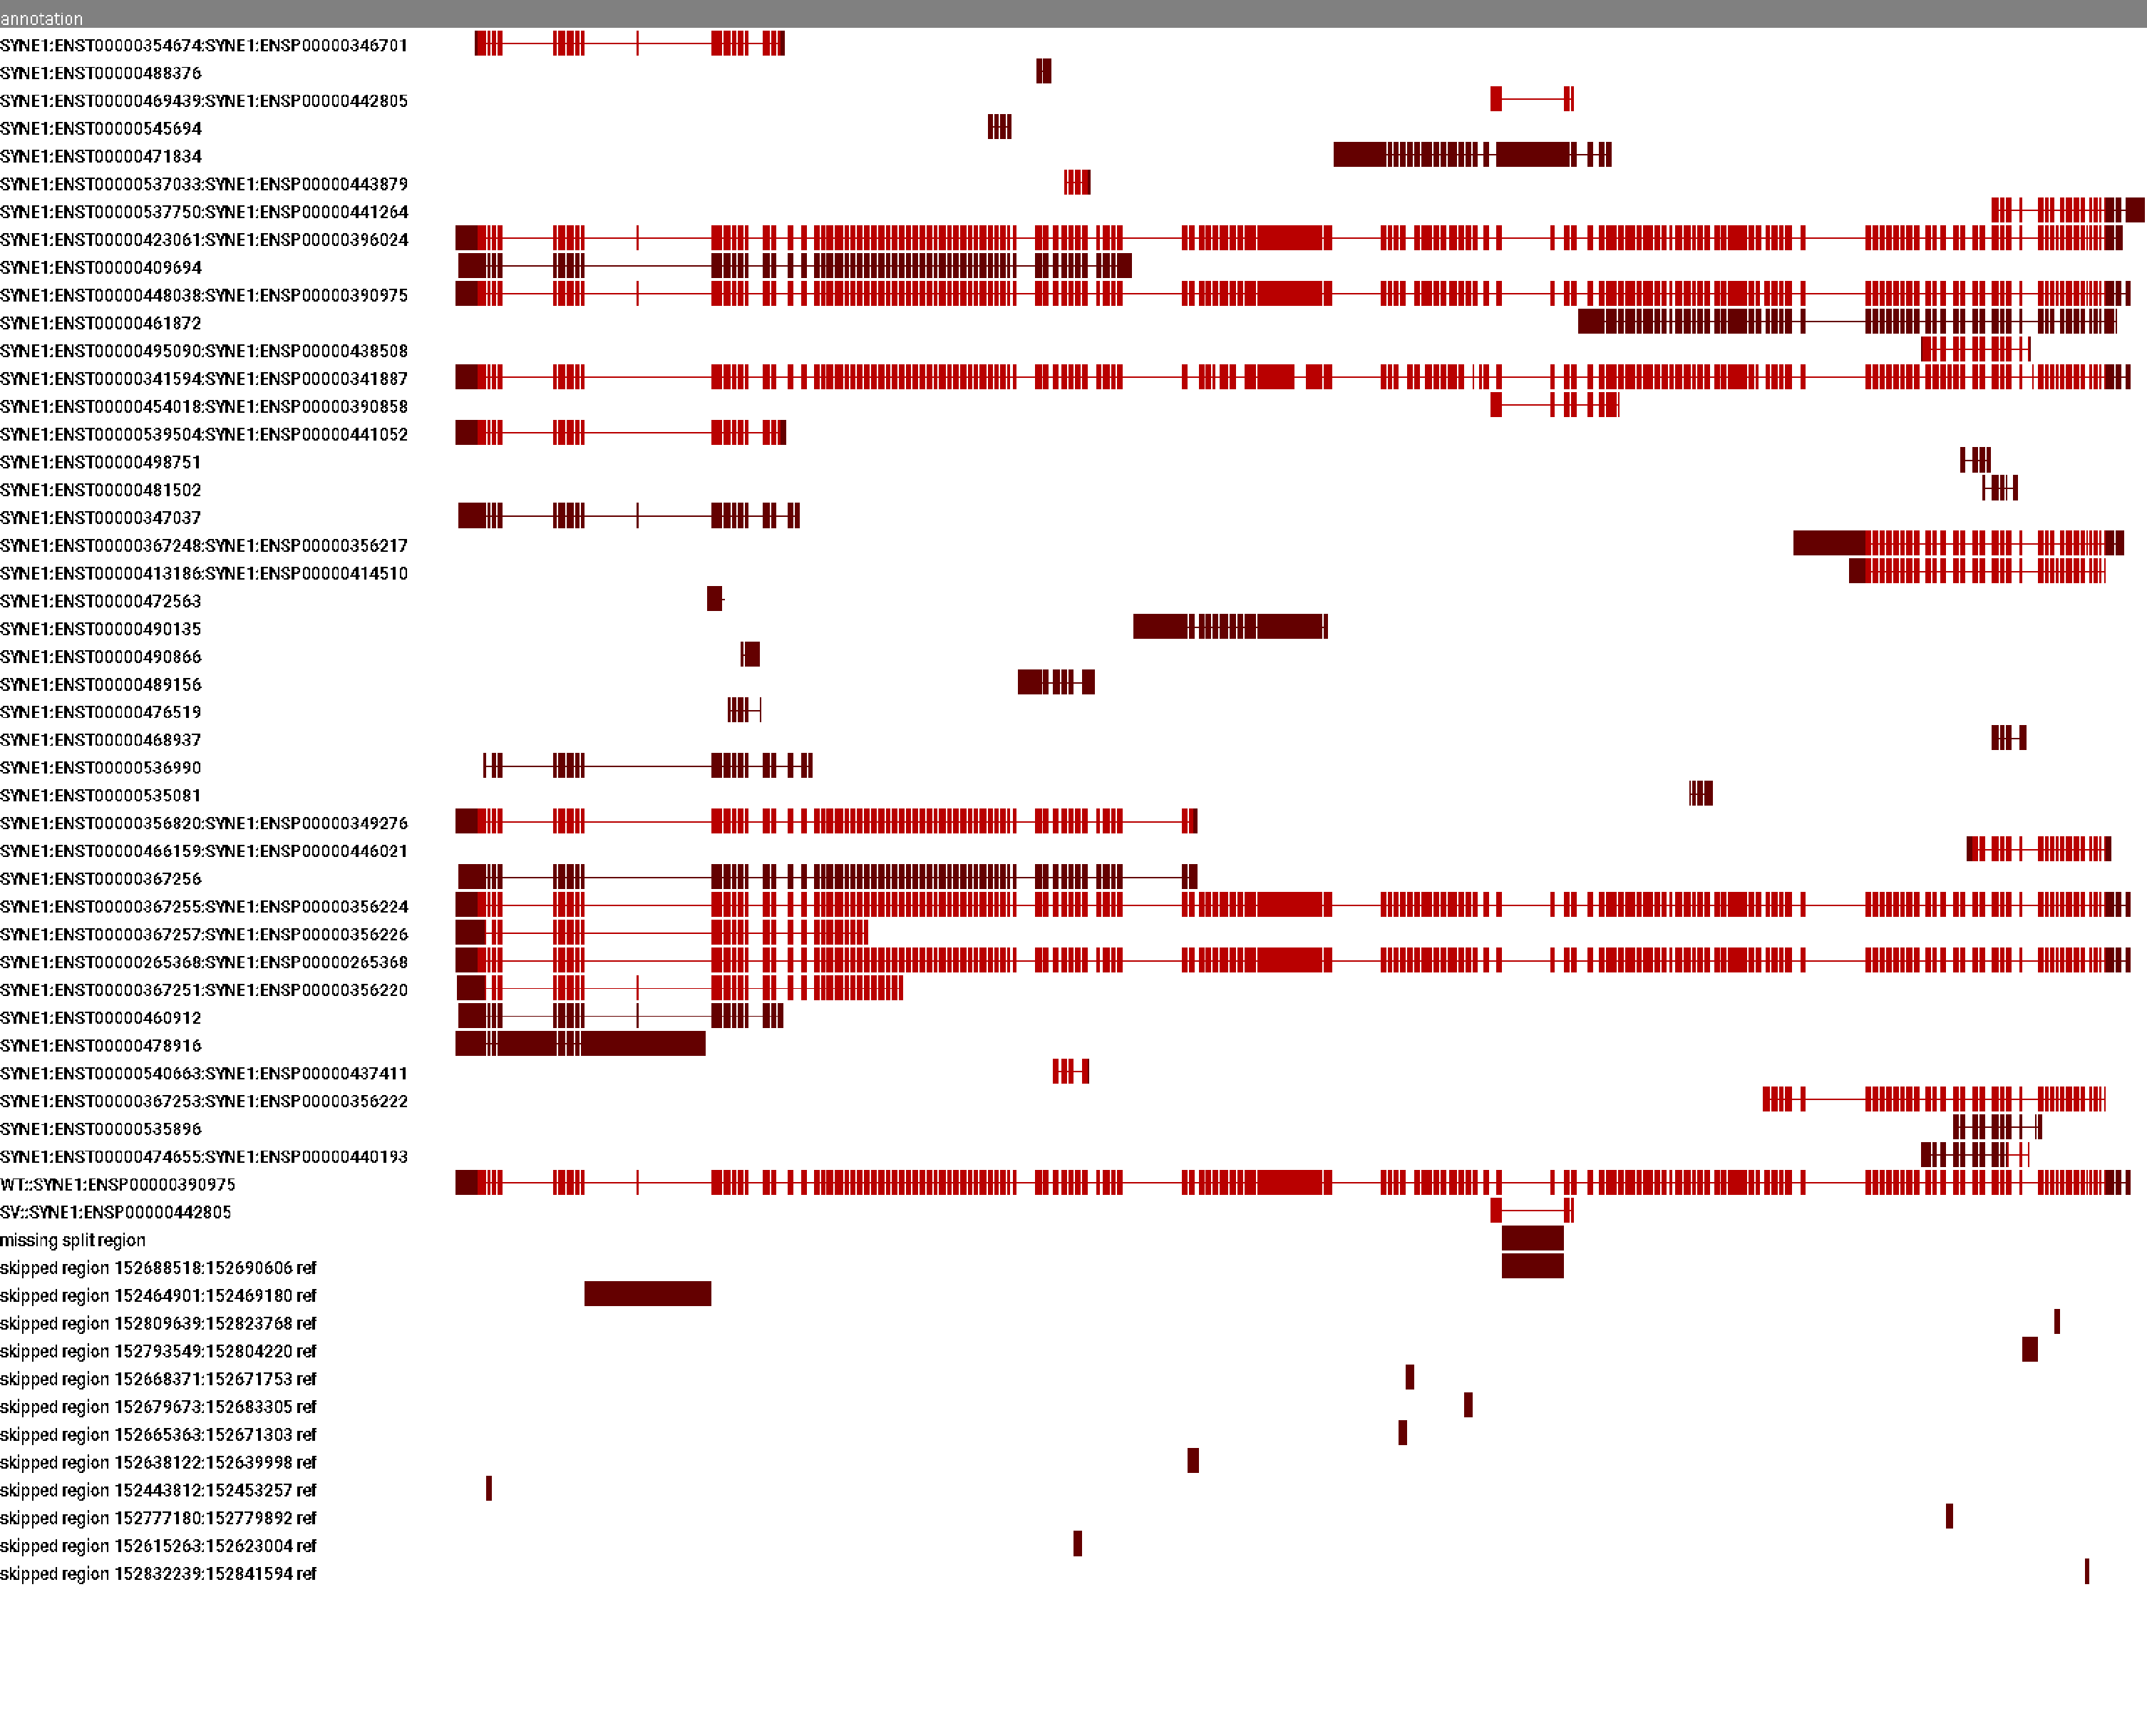 annotation
SYNE1:ENST00000354674:SYNE1:ENSP00000346701
SYNE1:ENST00000488376
SYNE1:ENST00000469439:SYNE1:ENSP00000442805
SYNE1:ENST00000545694
SYNE1:ENST00000471834
SYNE1:ENST00000537033:SYNE1:ENSP00000443879
SYNE1:ENST00000537750:SYNE1:ENSP00000441264
SYNE1:ENST00000423061:SYNE1:ENSP00000396024
SYNE1:ENST00000409694
SYNE1:ENST00000448038:SYNE1:ENSP00000390975
SYNE1:ENST00000461872
SYNE1:ENST00000495090:SYNE1:ENSP00000438508
SYNE1:ENST00000341594:SYNE1:ENSP00000341887
SYNE1:ENST00000454018:SYNE1:ENSP00000390858
SYNE1:ENST00000539504:SYNE1:ENSP00000441052
SYNE1:ENST00000498751
SYNE1:ENST00000481502
SYNE1:ENST00000347037
SYNE1:ENST00000367248:SYNE1:ENSP00000356217
SYNE1:ENST00000413186:SYNE1:ENSP00000414510
SYNE1:ENST00000472563
SYNE1:ENST00000490135
SYNE1:ENST00000490866
SYNE1:ENST00000489156
SYNE1:ENST00000476519
SYNE1:ENST00000468937
SYNE1:ENST00000536990
SYNE1:ENST00000535081
SYNE1:ENST00000356820:SYNE1:ENSP00000349276
SYNE1:ENST00000466159:SYNE1:ENSP00000446021
SYNE1:ENST00000367256
SYNE1:ENST00000367255:SYNE1:ENSP00000356224
SYNE1:ENST00000367257:SYNE1:ENSP00000356226
SYNE1:ENST00000265368:SYNE1:ENSP00000265368
SYNE1:ENST00000367251:SYNE1:ENSP00000356220
SYNE1:ENST00000460912
SYNE1:ENST00000478916
SYNE1:ENST00000540663:SYNE1:ENSP00000437411
SYNE1:ENST00000367253:SYNE1:ENSP00000356222
SYNE1:ENST00000535896
SYNE1:ENST00000474655:SYNE1:ENSP00000440193
WT::SYNE1:ENSP00000390975
SV::SYNE1:ENSP00000442805
missing split region
skipped region 152688518:152690606 ref
skipped region 152464901:152469180 ref
skipped region 152809639:152823768 ref
skipped region 152793549:152804220 ref
skipped region 152668371:152671753 ref
skipped region 152679673:152683305 ref
skipped region 152665363:152671303 ref
skipped region 152638122:152639998 ref
skipped region 152443812:152453257 ref
skipped region 152777180:152779892 ref
skipped region 152615263:152623004 ref
skipped region 152832239:152841594 ref